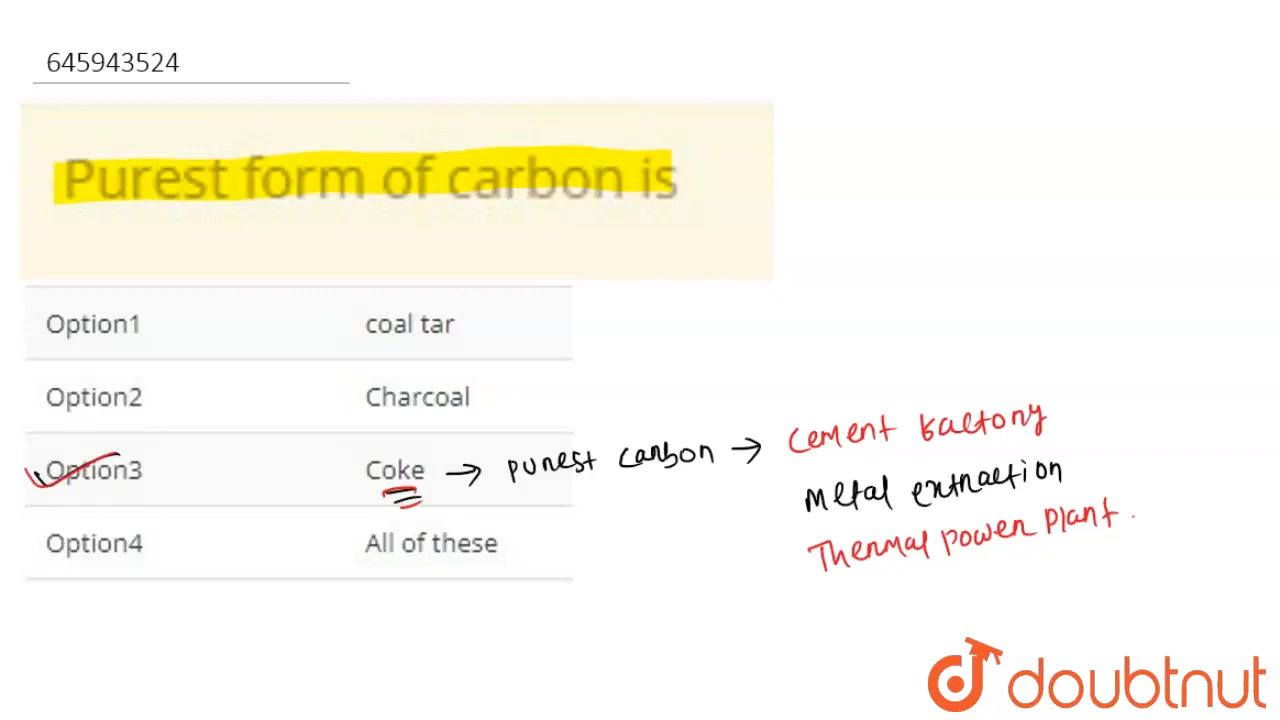 645943524
Purest form of carbon is
Option1 coal tar
Option2 Charcoal
Option3 Coke → purest carbon → Cement factory
Metal extraction
Option4 All of these
Thermal power plant.
doubtnut